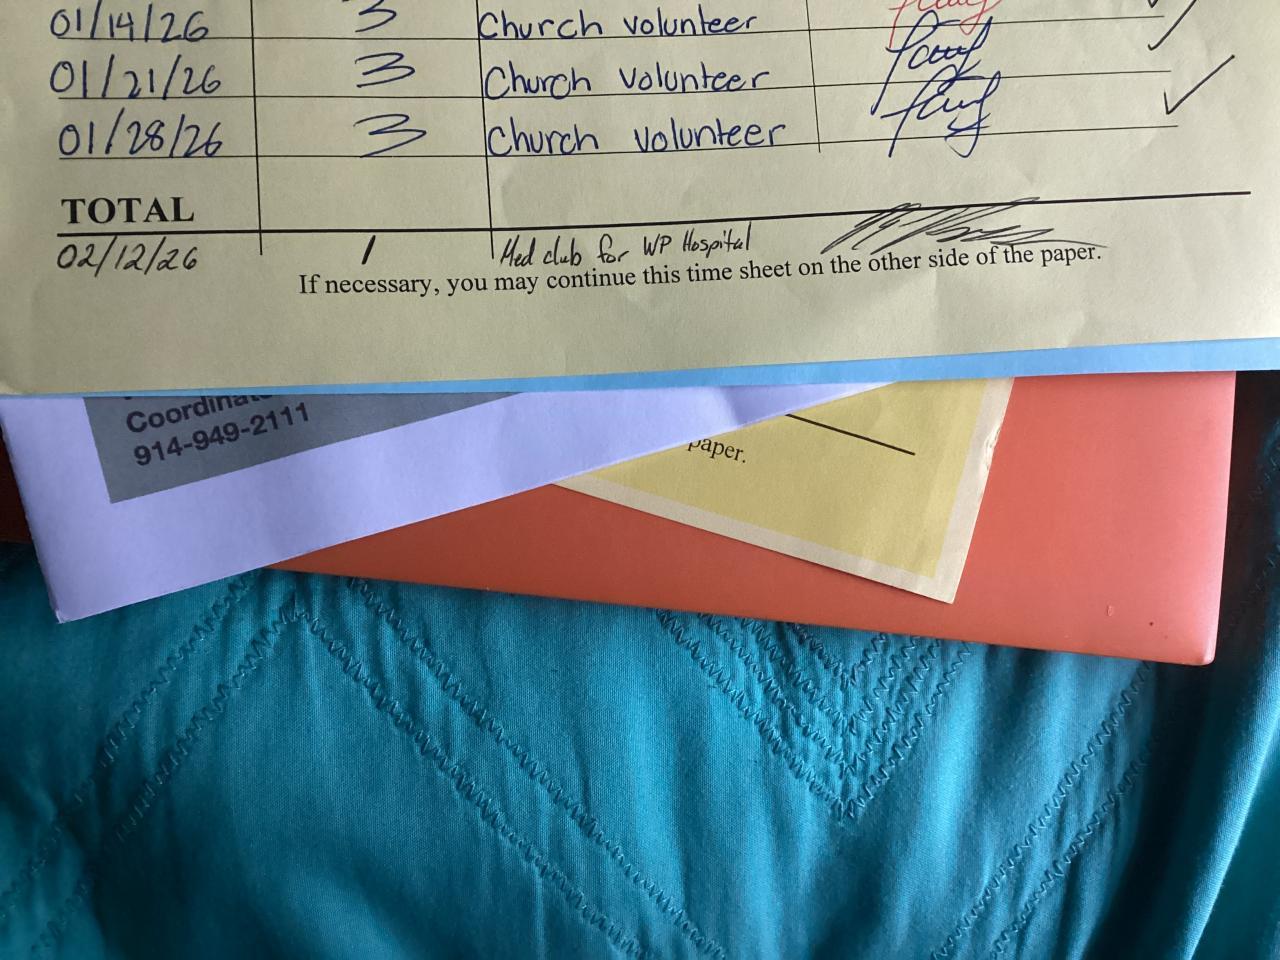 01/14/26 3 Church volunteer
01/21/26 3 Church volunteer
01/28/26 3 Church volunteer
TOTAL
02/12/26 1 Med club for WP Hospital
If necessary, you may continue this time sheet on the other side of the paper.
914-949-2111
paper.